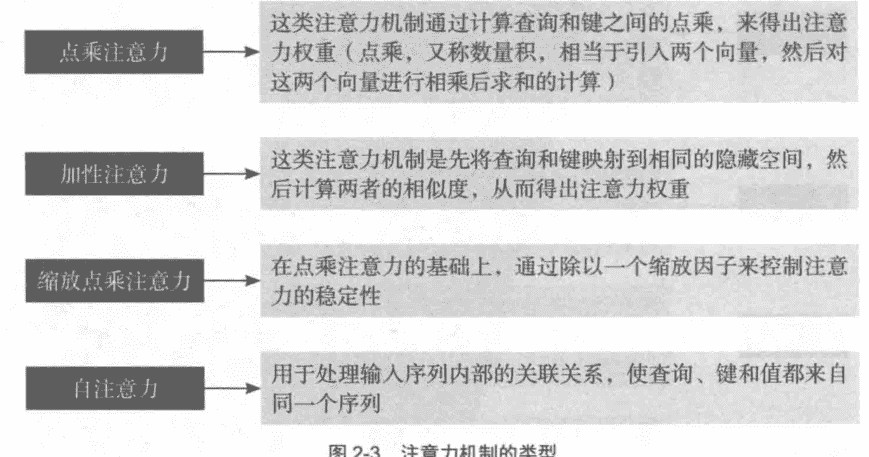 点乘注意力
这类注意力机制通过计算查询和键之间的点乘，来得出注意
力权重（点乘，又称数量积，相当于引入两个向量，然后对
这两个向量进行相乘后求和的计算）
加性注意力
这类注意力机制是先将查询和键映射到相同的隐藏空间，然
后计算两者的相似度，从而得出注意力权重
缩放点乘注意力
在点乘注意力的基础上，通过除以一个缩放因子来控制注意
力的稳定性
自注意力
用于处理输入序列内部的关联关系，使查询、键和值都来自
同一个序列
图 2-3 注意力机制的类型